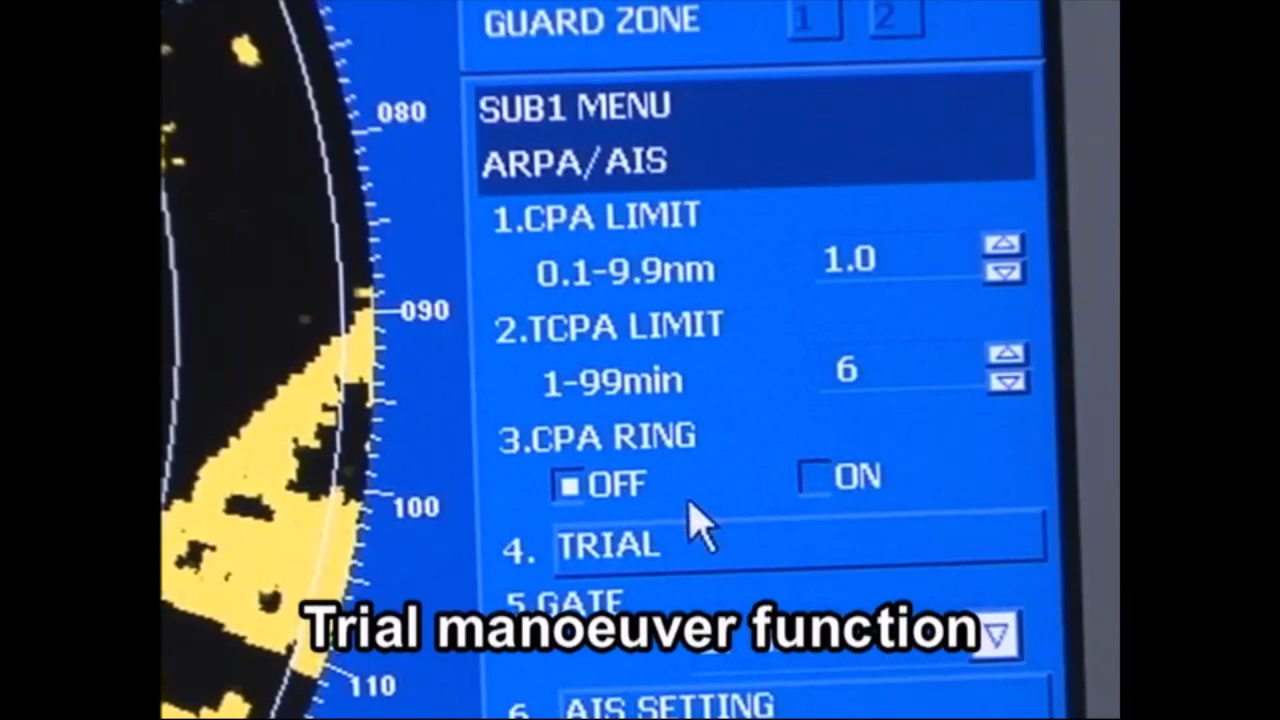 GUARD ZONE 1 2
SUB1 MENU
ARPA/AIS
1.CPA LIMIT
0.1-9.9nm 1.0
2.TCPA LIMIT
1-99min 6
3.CPA RING
OFF ON
4. TRIAL
5.GATE
6. AIS SETTING
080
090
100
110
Trial manoeuver function